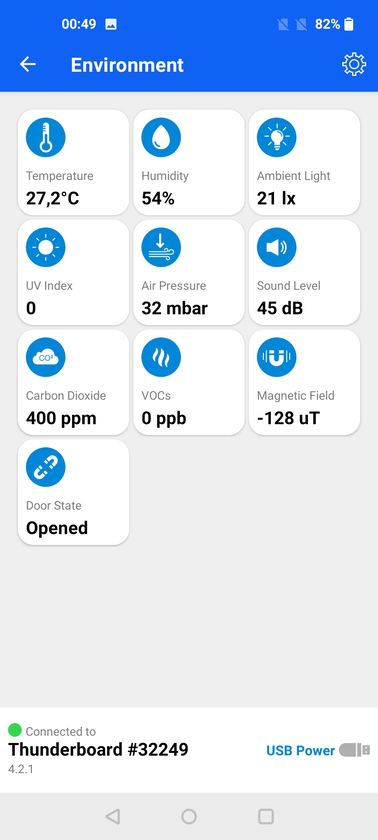 00:49
82%
Environment
Temperature
27,2°C
Humidity
54%
Ambient Light
21 lx
UV Index
0
Air Pressure
32 mbar
Sound Level
45 dB
CO²
Carbon Dioxide
400 ppm
VOCs
0 ppb
Magnetic Field
-128 uT
Door State
Opened
Connected to
Thunderboard #32249
4.2.1
USB Power